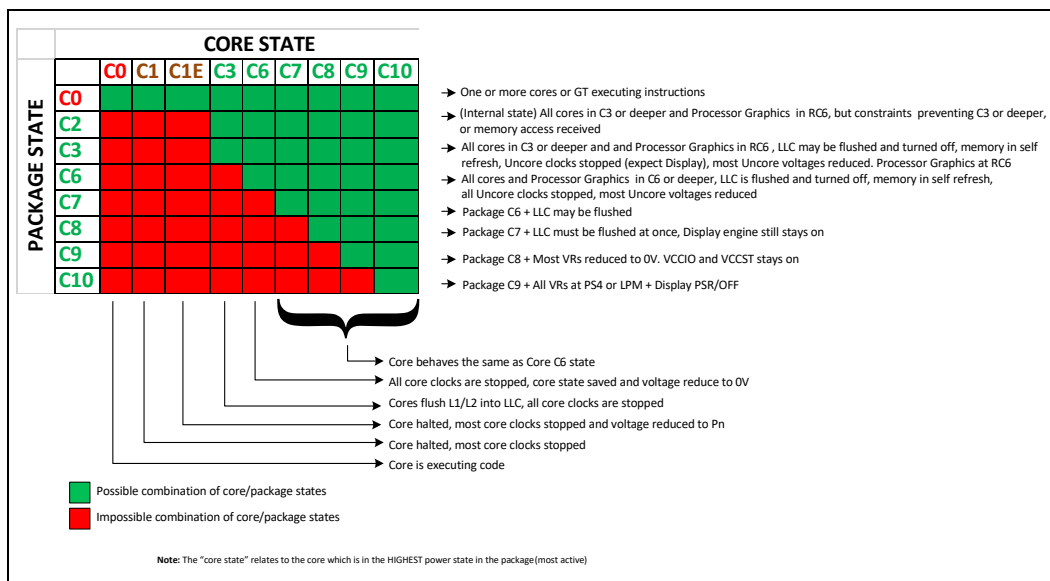 CORE STATE
PACKAGE STATE
C0 C1 C1E C3 C6 C7 C8 C9 C10
C0
C2
C3
C6
C7
C8
C9
C10
One or more cores or GT executing instructions
(Internal state) All cores in C3 or deeper and Processor Graphics in RC6, but constraints preventing C3 or deeper,
or memory access received
All cores in C3 or deeper and and Processor Graphics in RC6 , LLC may be flushed and turned off, memory in self
refresh, Uncore clocks stopped (expect Display), most Uncore voltages reduced. Processor Graphics at RC6
All cores and Processor Graphics in C6 or deeper, LLC is flushed and turned off, memory in self refresh,
all Uncore clocks stopped, most Uncore voltages reduced
Package C6 + LLC may be flushed
Package C7 + LLC must be flushed at once, Display engine still stays on
Package C8 + Most VRs reduced to 0V. VCCIO and VCCST stays on
Package C9 + All VRs at PS4 or LPM + Display PSR/OFF
Core behaves the same as Core C6 state
All core clocks are stopped, core state saved and voltage reduce to 0V
Cores flush L1/L2 into LLC, all core clocks are stopped
Core halted, most core clocks stopped and voltage reduced to Pn
Core halted, most core clocks stopped
Core is executing code
Possible combination of core/package states
Impossible combination of core/package states
Note: The "core state" relates to the core which is in the HIGHEST power state in the package (most active)